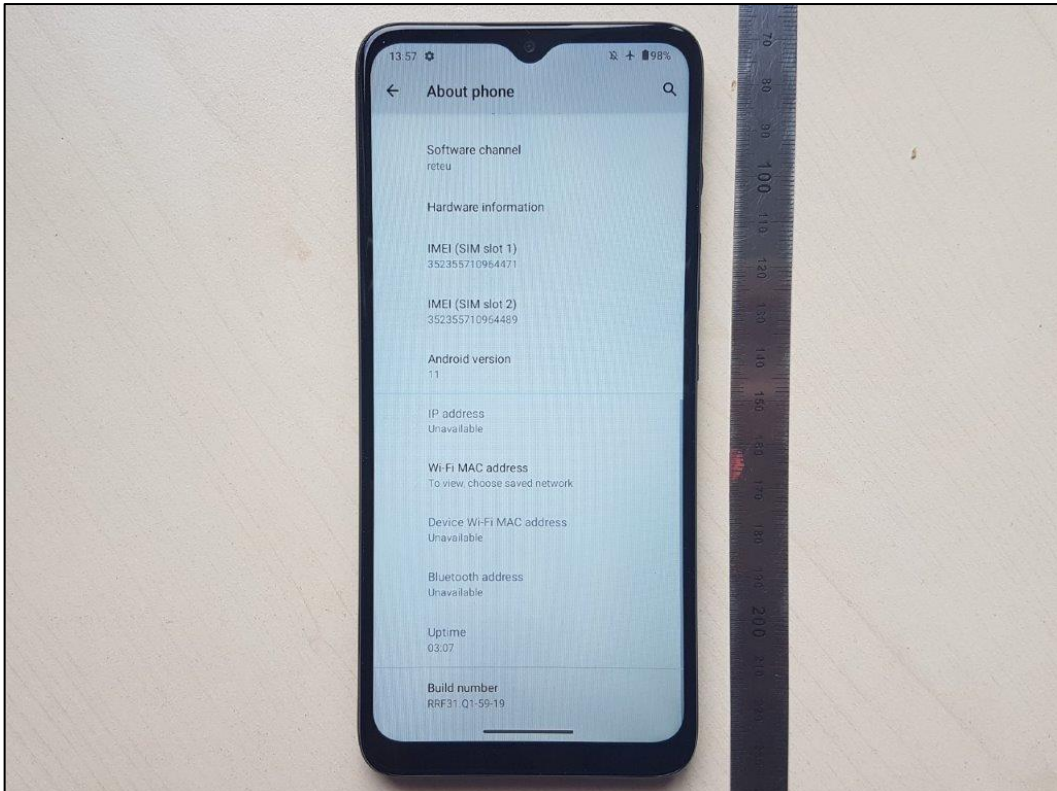 13:57
98%
About phone
Software channel
reteu
Hardware information
IMEI (SIM slot 1)
352355710964471
IMEI (SIM slot 2)
352355710964489
Android version
11
IP address
Unavailable
Wi-Fi MAC address
To view, choose saved network
Device Wi-Fi MAC address
Unavailable
Bluetooth address
Unavailable
Uptime
03:07
Build number
RRF31.Q1-59-19
70
80
90
100
110
120
130
140
150
160
170
180
190
200
210